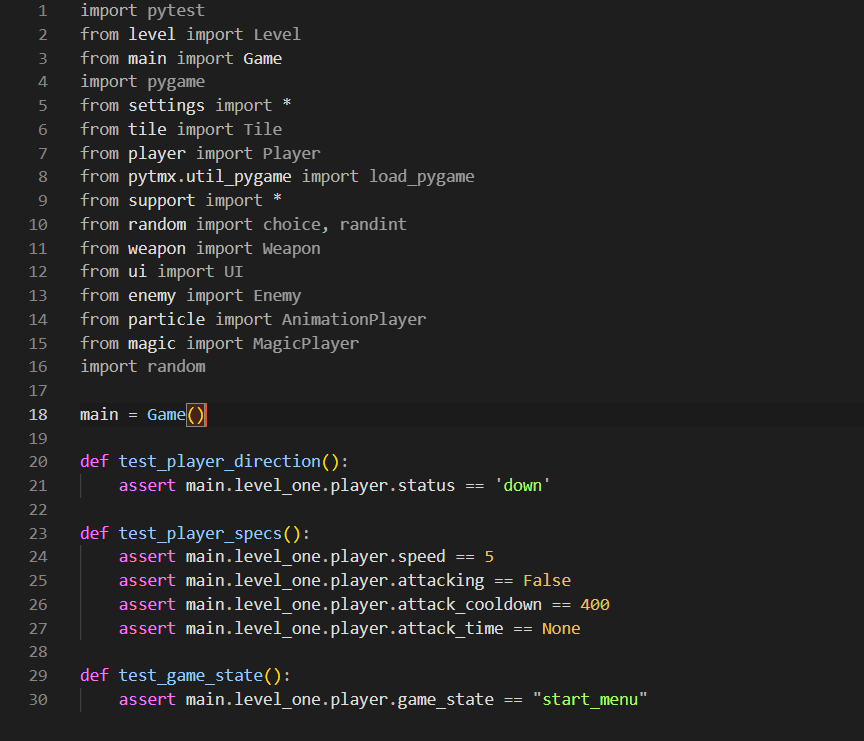 1 import pytest
2 from level import Level
3 from main import Game
4 import pygame
5 from settings import *
6 from tile import Tile
7 from player import Player
8 from pytmx.util_pygame import load_pygame
9 from support import *
10 from random import choice, randint
11 from weapon import Weapon
12 from ui import UI
13 from enemy import Enemy
14 from particle import AnimationPlayer
15 from magic import MagicPlayer
16 import random
17
18 main = Game()
19
20 def test_player_direction():
21     assert main.level_one.player.status == 'down'
22
23 def test_player_specs():
24     assert main.level_one.player.speed == 5
25     assert main.level_one.player.attacking == False
26     assert main.level_one.player.attack_cooldown == 400
27     assert main.level_one.player.attack_time == None
28
29 def test_game_state():
30     assert main.level_one.player.game_state == "start_menu"